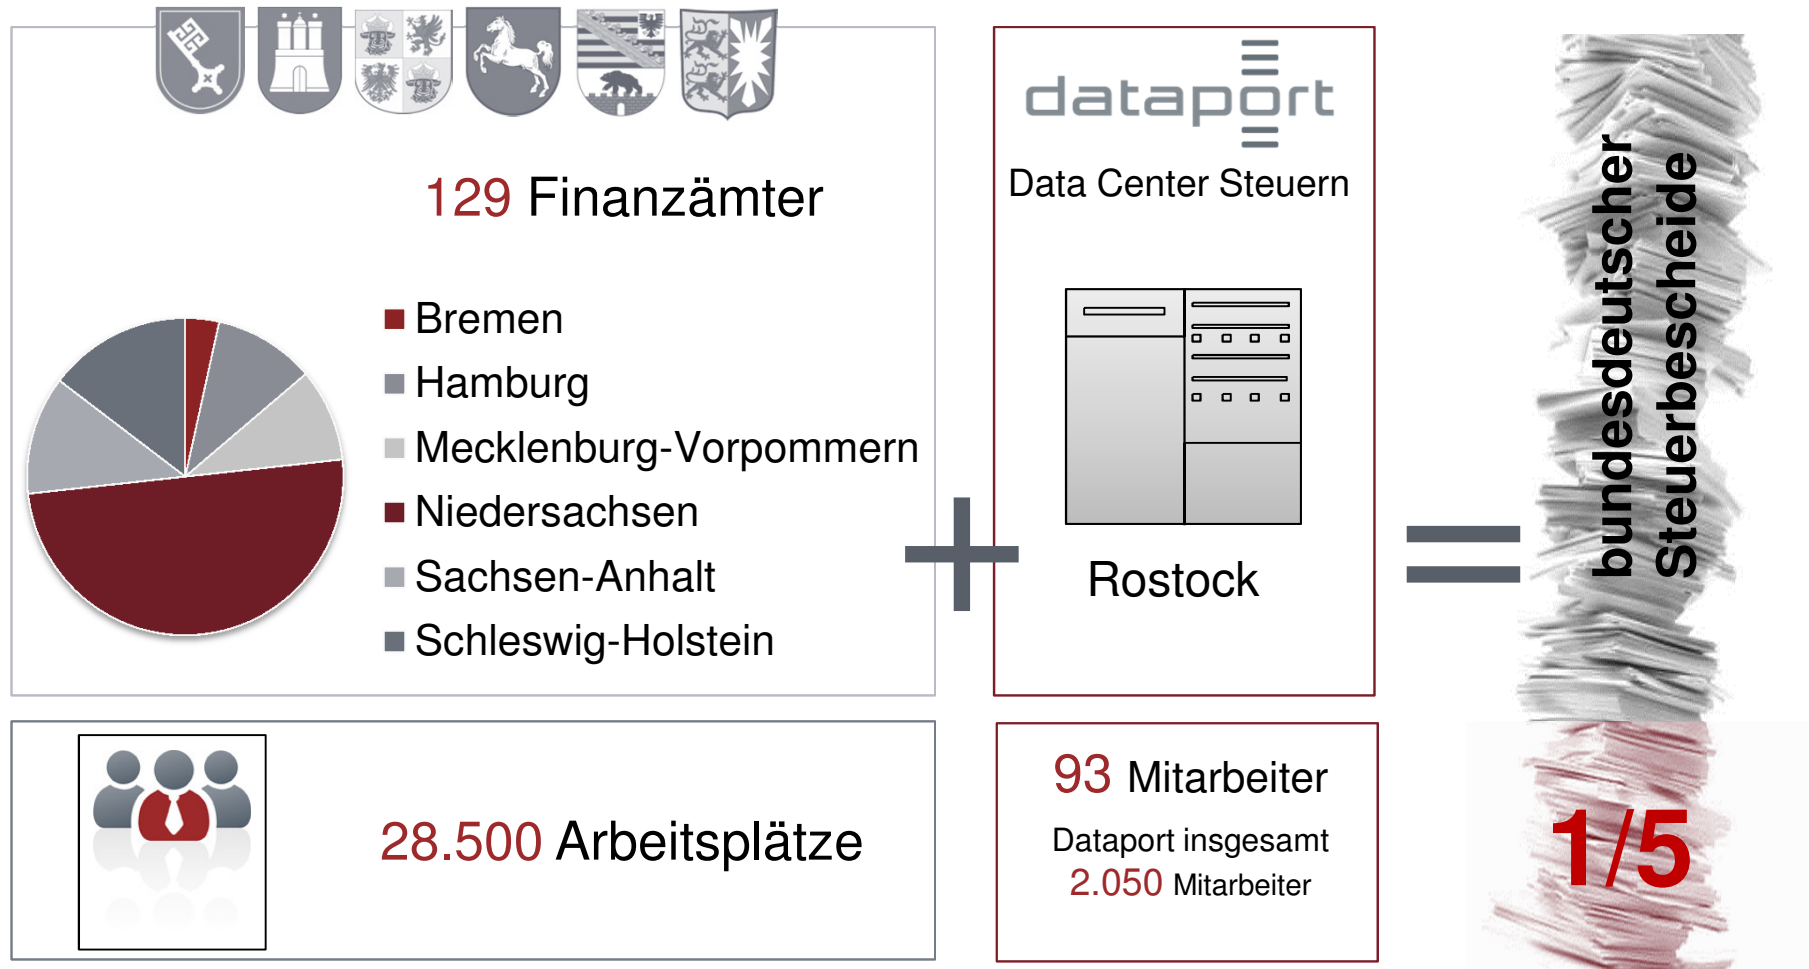 129 Finanzämter
Bremen
Hamburg
Mecklenburg-Vorpommern
Niedersachsen
Sachsen-Anhalt
Schleswig-Holstein
28.500 Arbeitsplätze
dataport
Data Center Steuern
Rostock
93 Mitarbeiter
Dataport insgesamt
2.050 Mitarbeiter
+
=
bundesdeutscher
Steuerbescheide
1/5